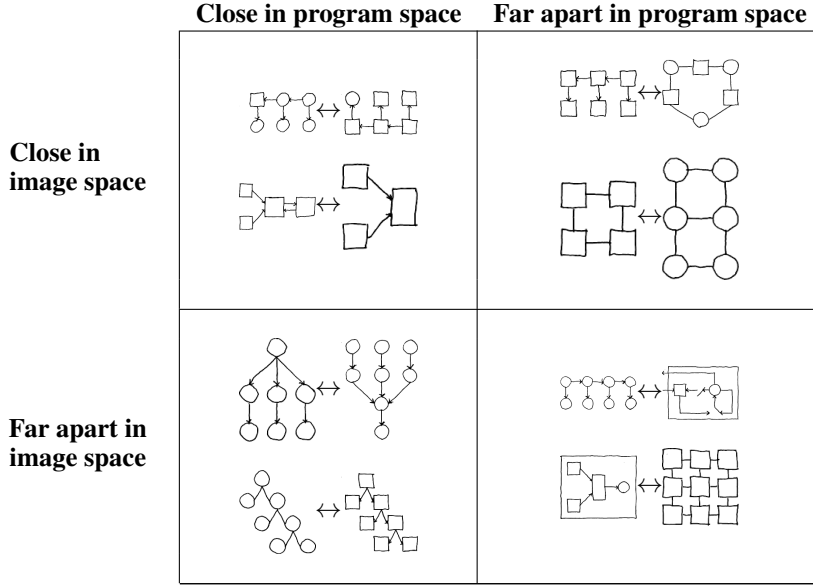 Close in program space
Far apart in program space
Close in
image space
Far apart in
image space